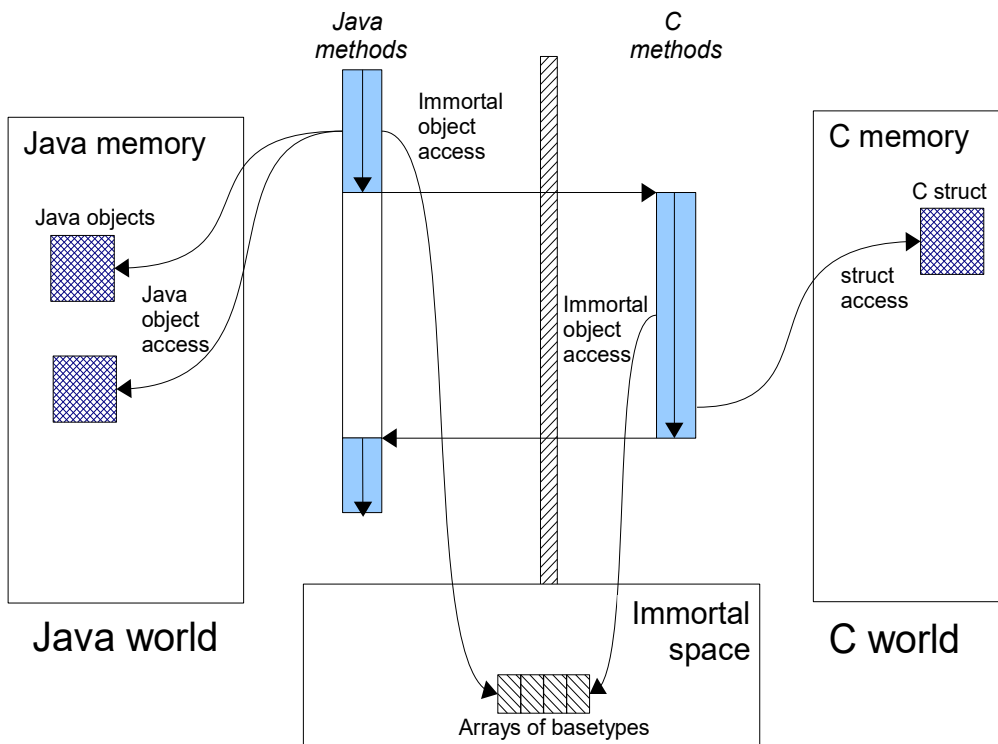 Java
methods
C
methods
Immortal
object
access
Java memory
C memory
Java objects
C struct
Java
object
access
Immortal
object
access
struct
access
Java world
Immortal
space
C world
Arrays of basetypes